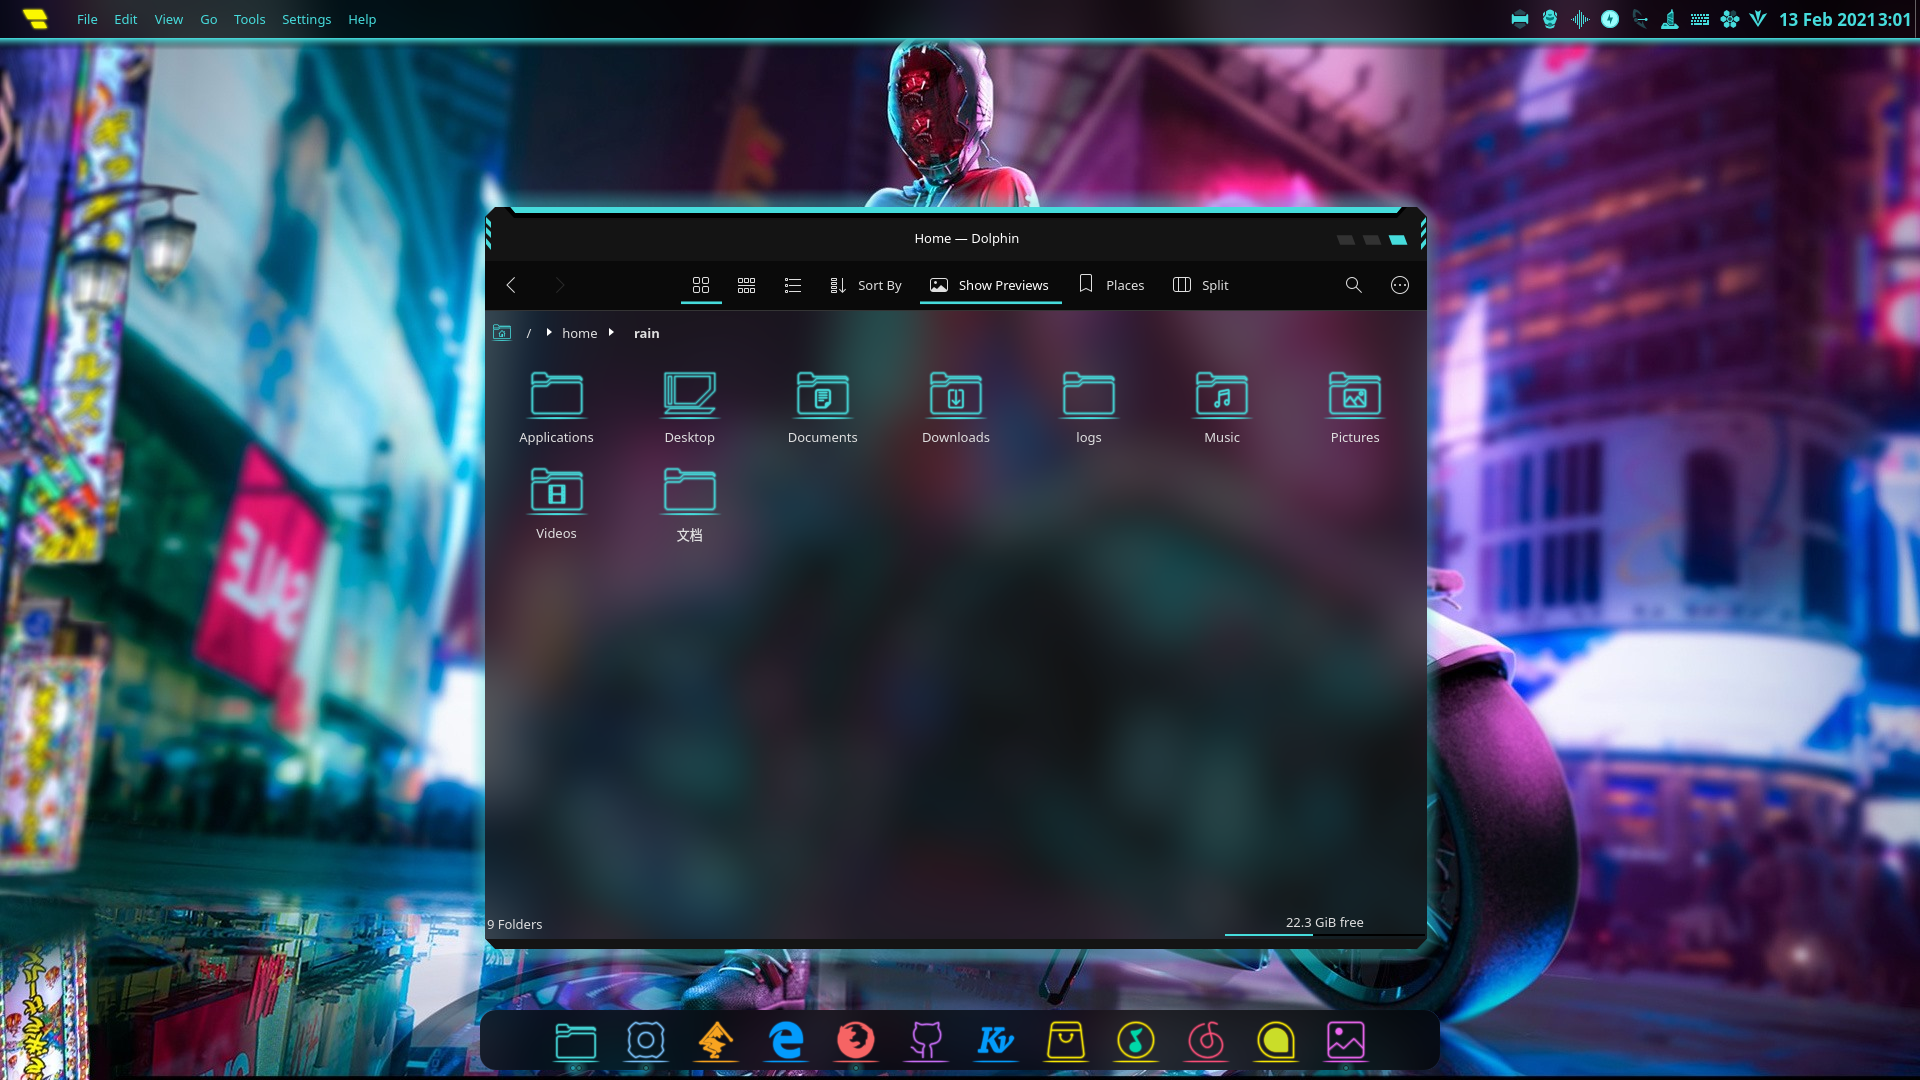 File Edit View Go Tools Settings Help
13 Feb 2021 3:01
Home — Dolphin
Sort By Show Previews Places Split
/ home rain
Applications Desktop Documents Downloads logs Music Pictures
Videos 文档
SALE
9 Folders 22.3 GiB free
Kv